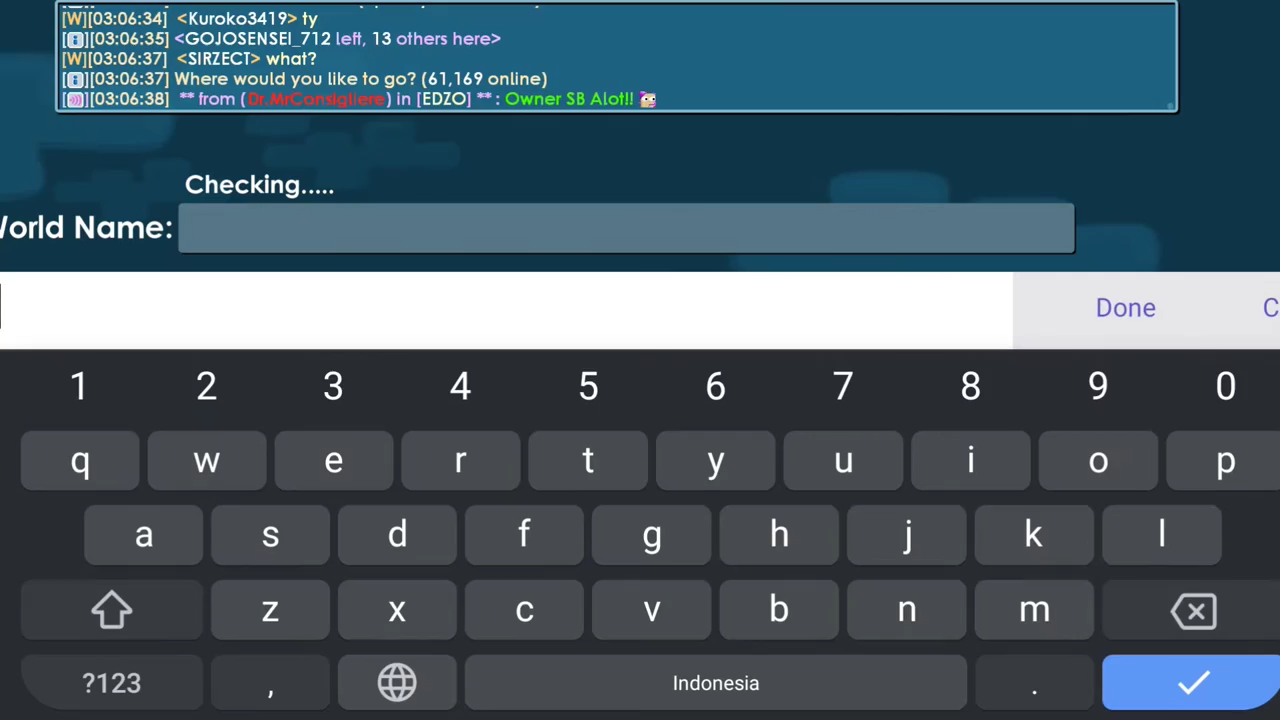 [W][03:06:34] <Kuroko3419> ty
[i][03:06:35] <GOJOSENSEI_712 left, 13 others here>
[W][03:06:37] <SIRZECT> what?
[i][03:06:37] Where would you like to go? (61,169 online)
[03:06:38] ** from (Dr.MrConsigliere) in [EDZO] ** : Owner SB Alot!!
Checking.....
World Name:
Done C
1 2 3 4 5 6 7 8 9 0
q w e r t y u i o p
a s d f g h j k l
z x c v b n m
?123 , Indonesia .